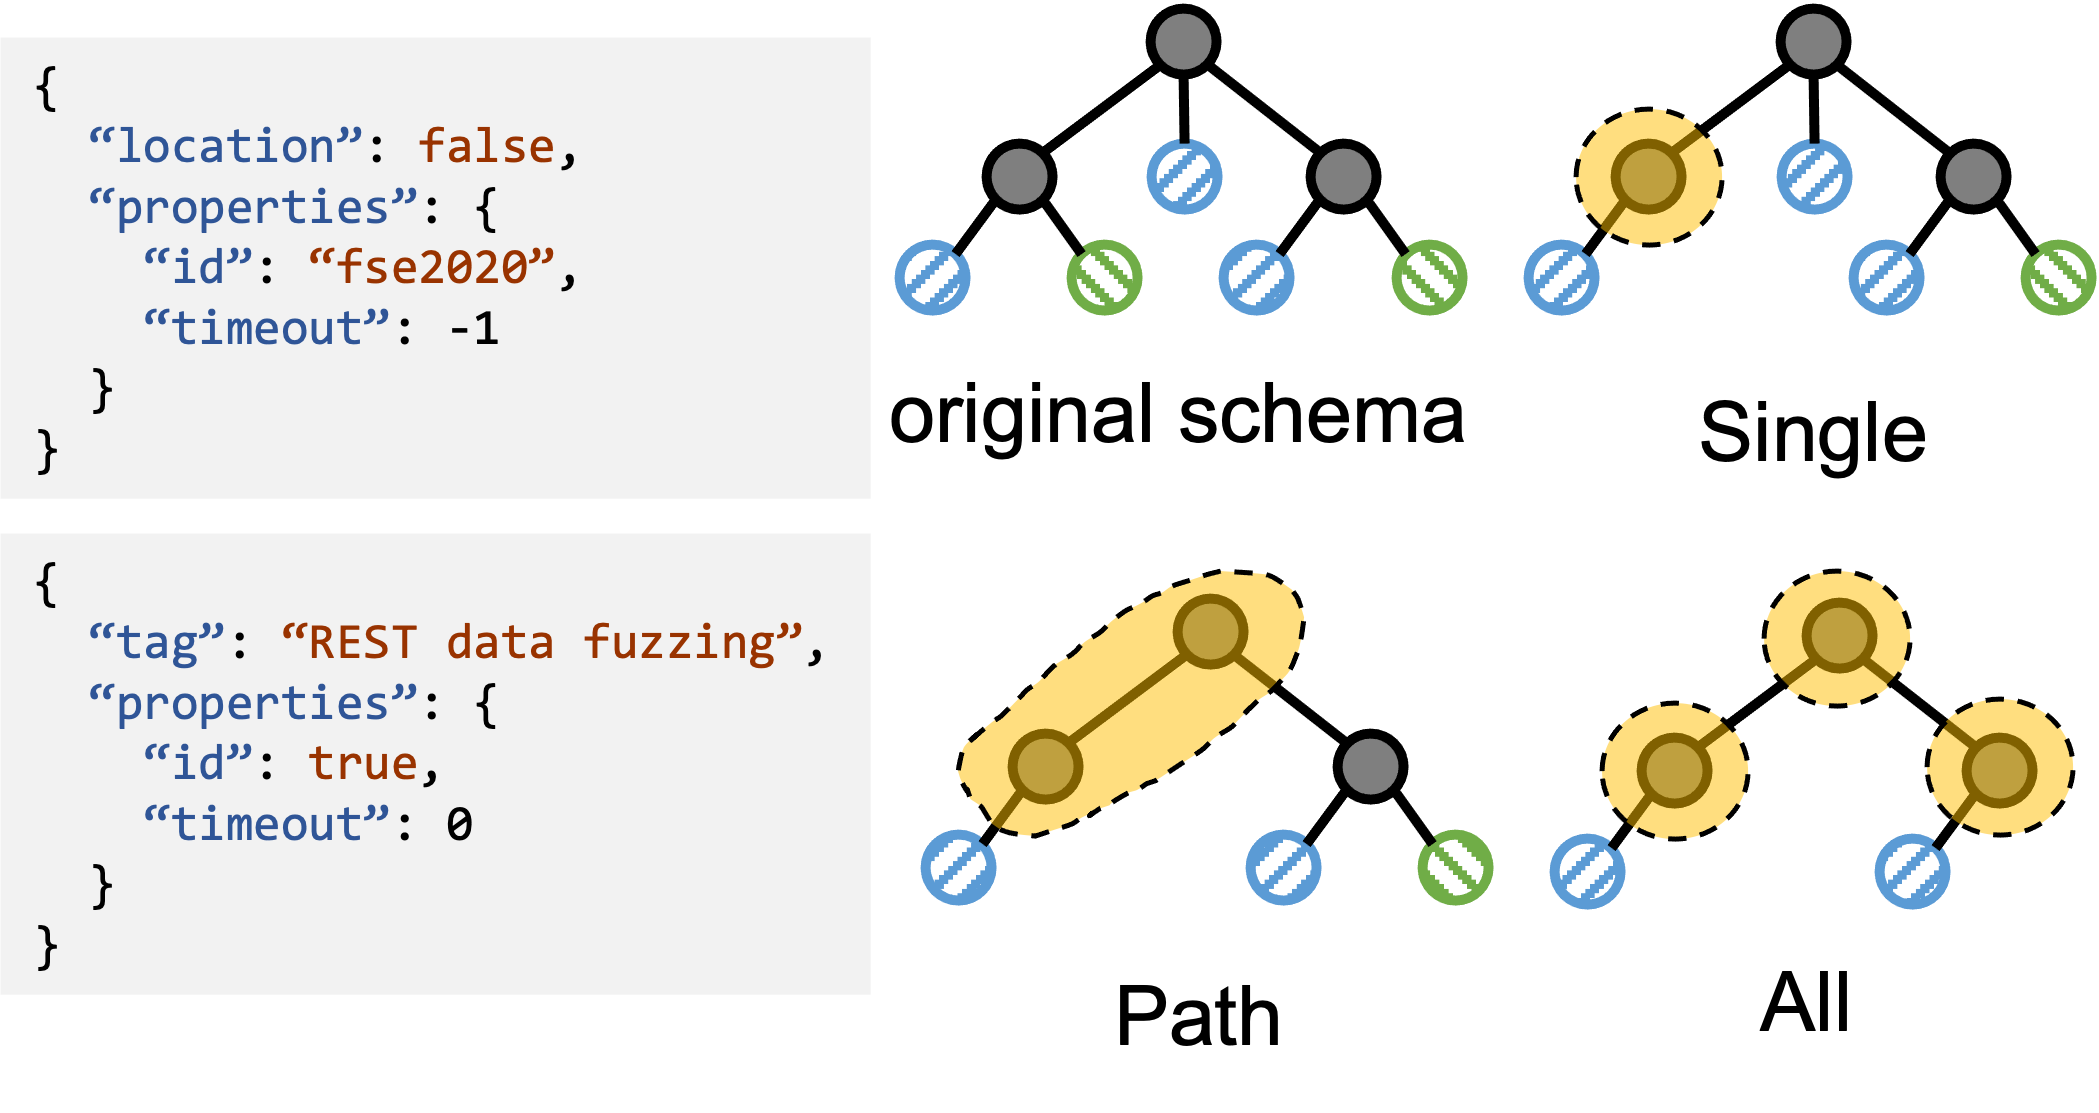 {
“location”: false,
“properties”: {
“id”: “fse2020”,
“timeout”: -1
}
}
original schema
Single
{
“tag”: “REST data fuzzing”,
“properties”: {
“id”: true,
“timeout”: 0
}
}
Path
All